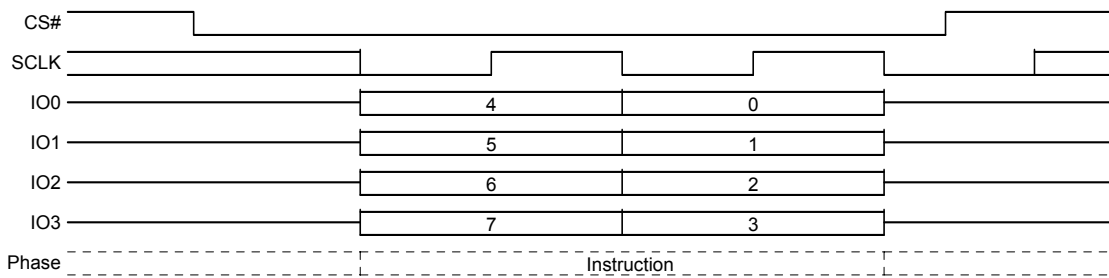 CS#
SCLK
IO0 4 0
IO1 5 1
IO2 6 2
IO3 7 3
Phase Instruction